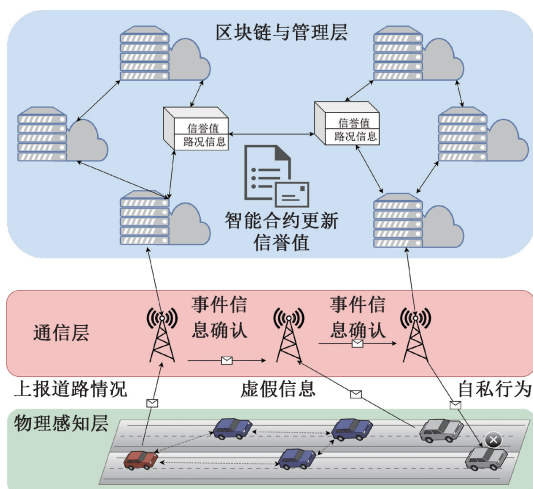 区块链与管理层
信誉值
路况信息
信誉值
路况信息
智能合约更新
信誉值
通信层
事件信
息确认
事件信
息确认
上报道路情况
虚假信息
自私行为
物理感知层